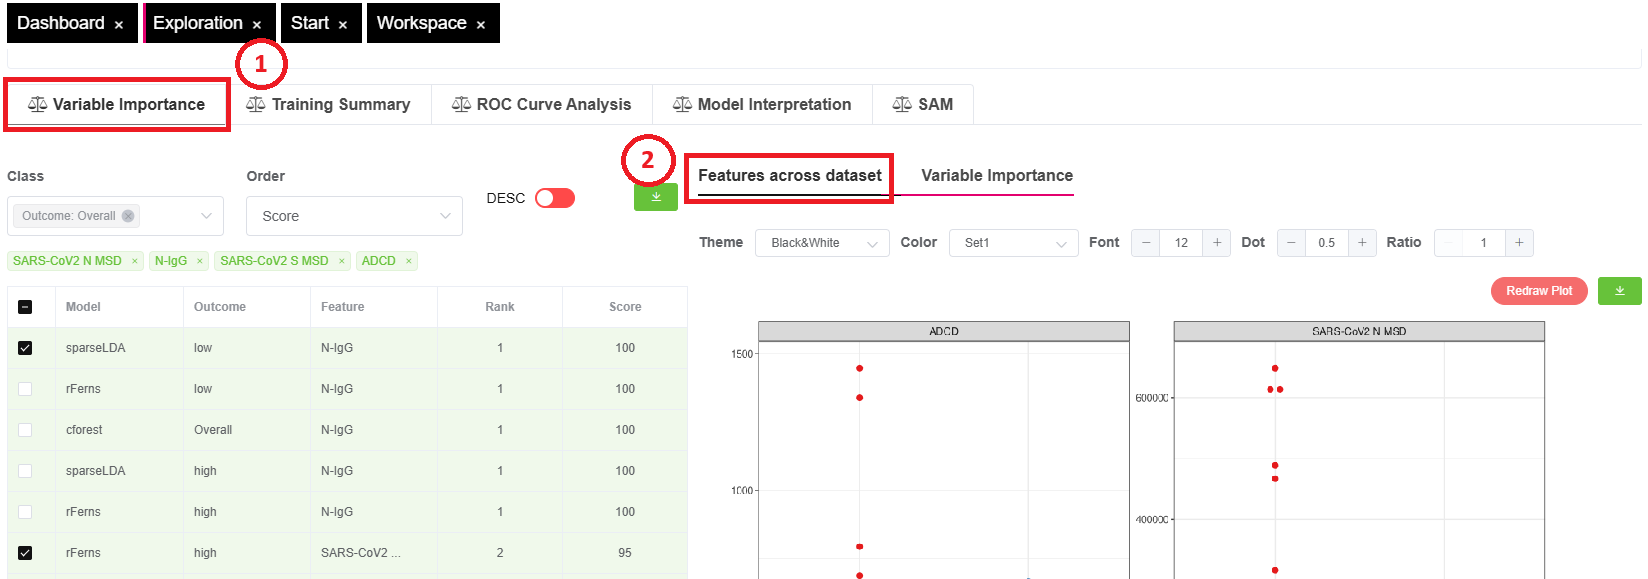 Dashboard × Exploration × Start × Workspace ×
1
Variable Importance Training Summary ROC Curve Analysis Model Interpretation SAM
2
Features across dataset Variable Importance
Class Order
DESC
Outcome: Overall Score
Theme Black&White Color Set1 Font − 12 + Dot − 0.5 + Ratio − 1 +
SARS-CoV2 N MSD × N-IgG × SARS-CoV2 S MSD × ADCD ×
Redraw Plot
Model Outcome Feature Rank Score
sparseLDA low N-IgG 1 100
rFerns low N-IgG 1 100
cforest Overall N-IgG 1 100
sparseLDA high N-IgG 1 100
rFerns high N-IgG 1 100
rFerns high SARS-CoV2 ... 2 95
ADCD
1500
1000
SARS-CoV2 N MSD
600000
400000